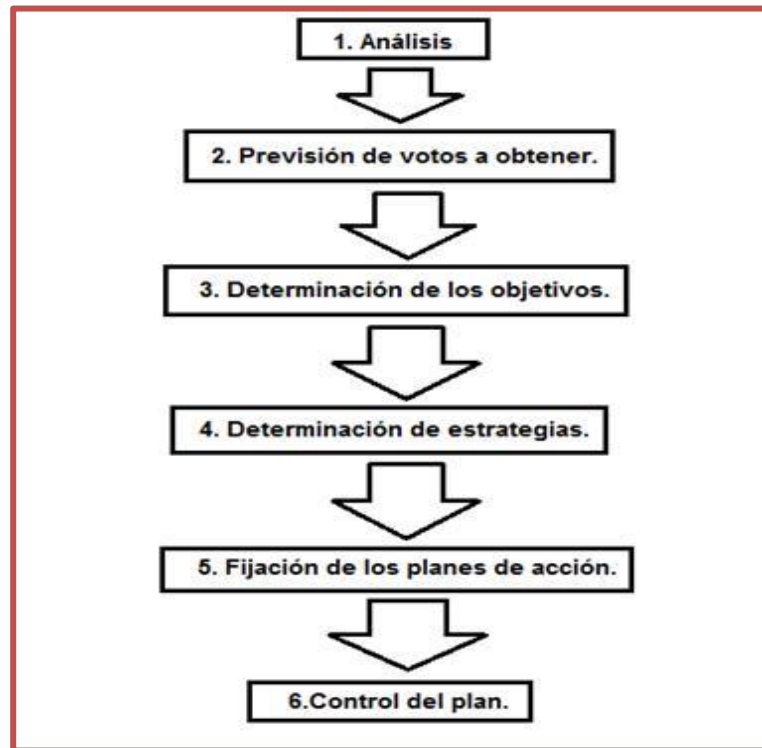 1. Análisis
2. Previsión de votos a obtener.
3. Determinación de los objetivos.
4. Determinación de estrategias.
5. Fijación de los planes de acción.
6.Control del plan.